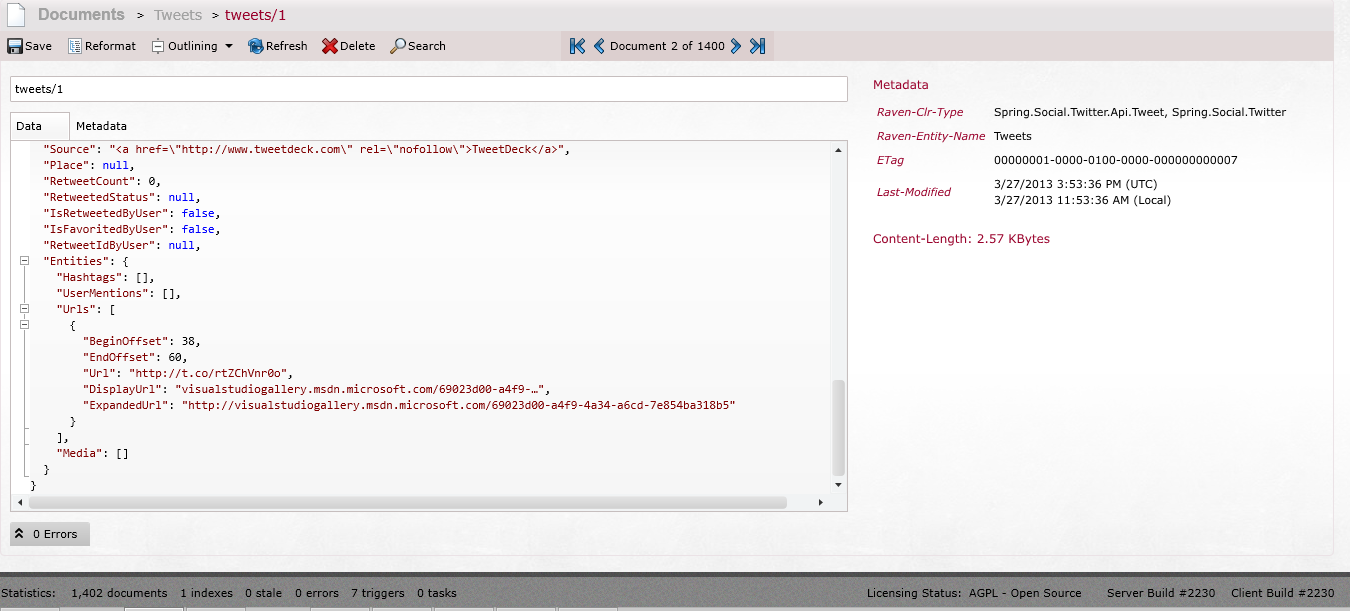 Documents > Tweets > tweets/1
Save Reformat Outlining Refresh Delete Search Document 2 of 1400
tweets/1
Data Metadata
"Source": "<a href=\"http://www.tweetdeck.com\" rel=\"nofollow\">TweetDeck</a>",
"Place": null,
"RetweetCount": 0,
"RetweetedStatus": null,
"IsRetweetedByUser": false,
"IsFavoritedByUser": false,
"RetweetIdByUser": null,
"Entities": {
"Hashtags": [],
"UserMentions": [],
"Urls": [
{
"BeginOffset": 38,
"EndOffset": 60,
"Url": "http://t.co/rtZChVnr0o",
"DisplayUrl": "visualstudiogallery.msdn.microsoft.com/69023d00-a4f9-…",
"ExpandedUrl": "http://visualstudiogallery.msdn.microsoft.com/69023d00-a4f9-4a34-a6cd-7e854ba318b5"
}
],
"Media": []
}
}
0 Errors
Metadata
Raven-Clr-Type Spring.Social.Twitter.Api.Tweet, Spring.Social.Twitter
Raven-Entity-Name Tweets
ETag 00000001-0000-0100-0000-000000000007
Last-Modified 3/27/2013 3:53:36 PM (UTC)
3/27/2013 11:53:36 AM (Local)
Content-Length: 2.57 KBytes
Statistics: 1,402 documents 1 indexes 0 stale 0 errors 7 triggers 0 tasks Licensing Status: AGPL - Open Source Server Build #2230 Client Build #2230